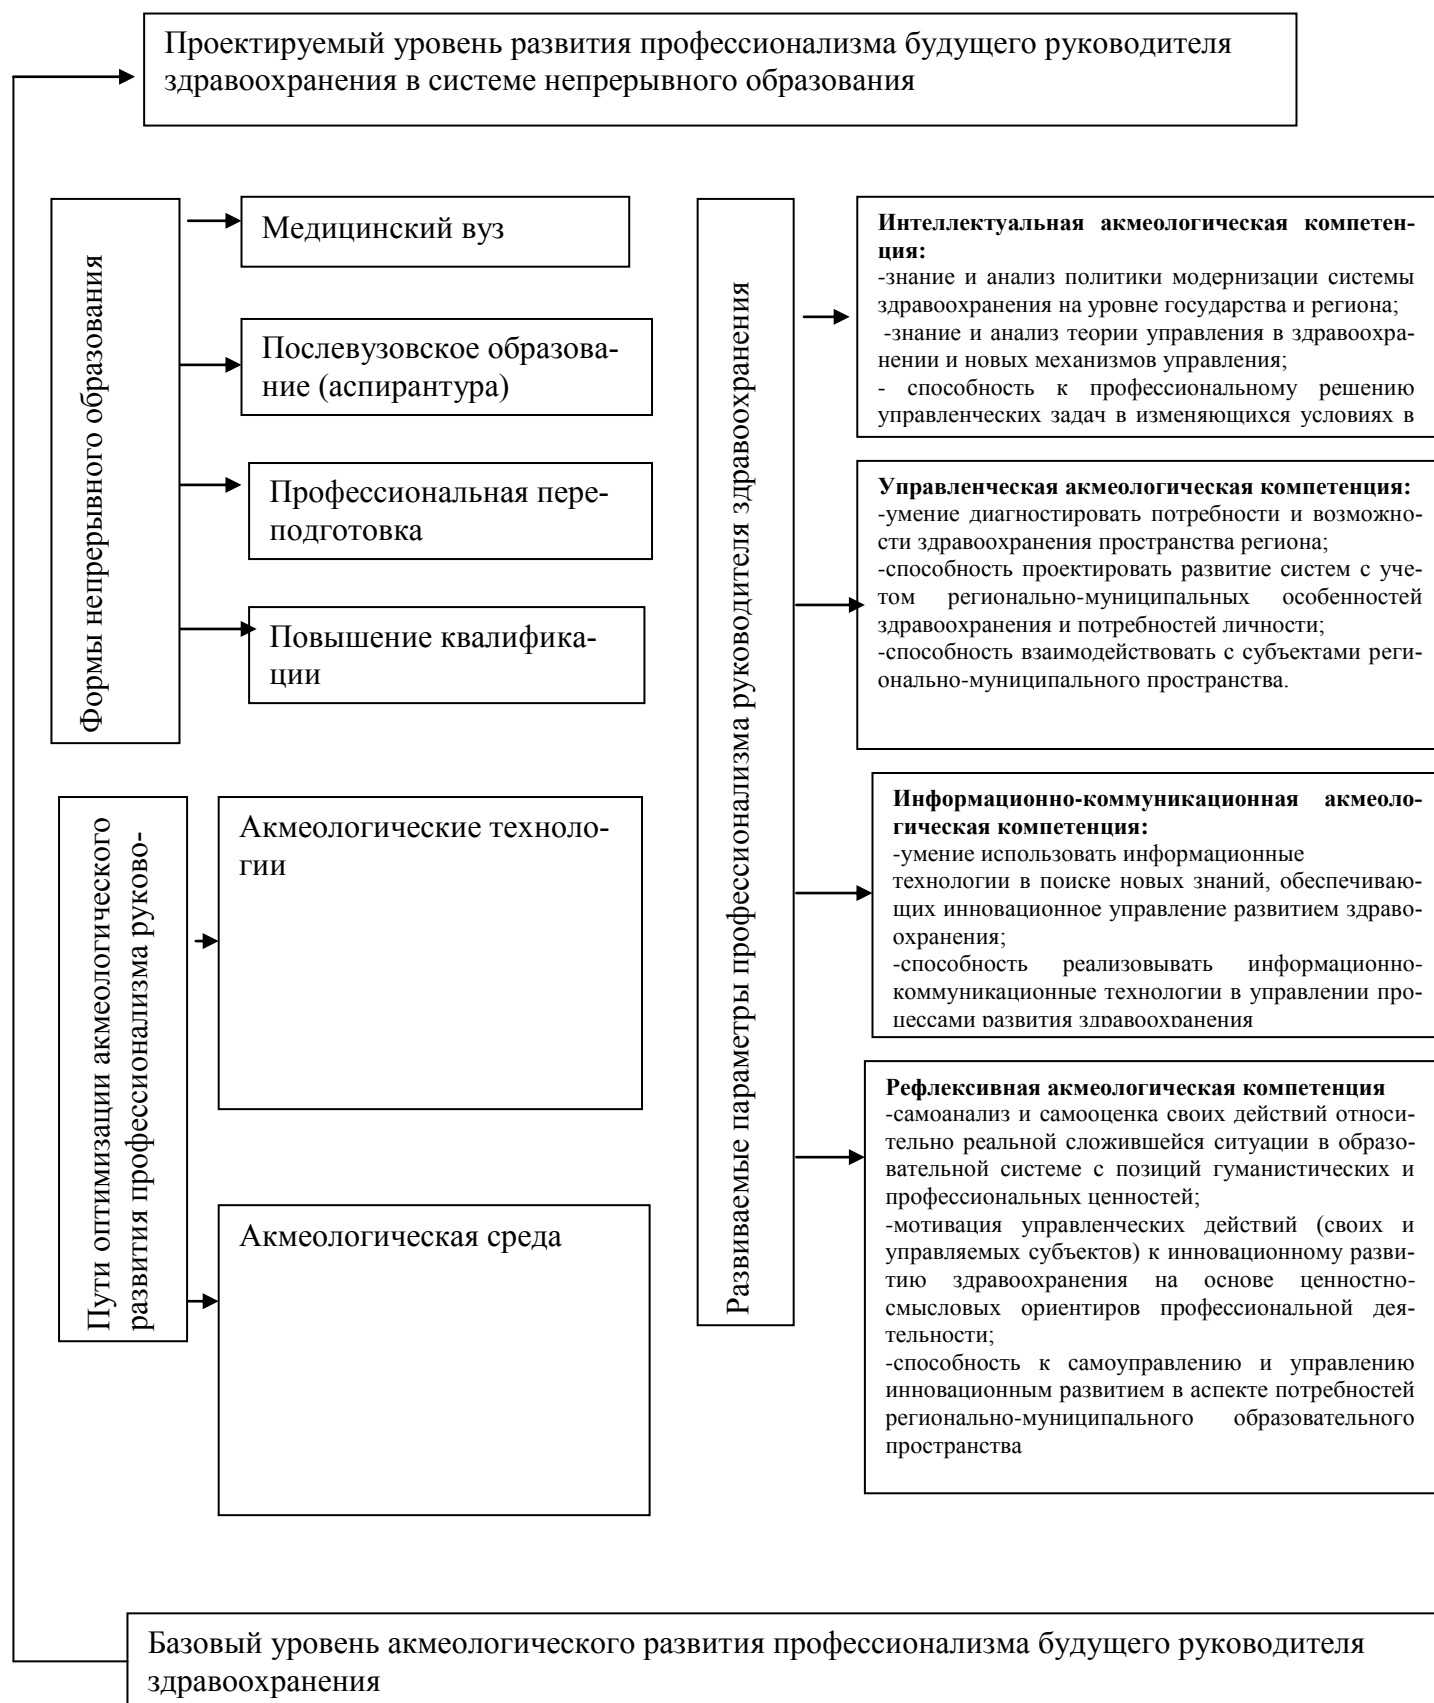 Проектируемый уровень развития профессионализма будущего руководителя
здравоохранения в системе непрерывного образования
Формы непрерывного образования
Медицинский вуз
Послевузовское образова-
ние (аспирантура)
Профессиональная пере-
подготовка
Повышение квалифика-
ции
Пути оптимизации акмеологического
развития профессионализма руково-
Акмеологические техноло-
гии
Акмеологическая среда
Развиваемые параметры профессионализма руководителя здравоохранения
Интеллектуальная акмеологическая компетен-
ция:
-знание и анализ политики модернизации системы
здравоохранения на уровне государства и региона;
-знание и анализ теории управления в здравоохра-
нении и новых механизмов управления;
- способность к профессиональному решению
управленческих задач в изменяющихся условиях в
Управленческая акмеологическая компетенция:
-умение диагностировать потребности и возможно-
сти здравоохранения пространства региона;
-способность проектировать развитие систем с уче-
том регионально-муниципальных особенностей
здравоохранения и потребностей личности;
-способность взаимодействовать с субъектами реги-
онально-муниципального пространства.
Информационно-коммуникационная акмеоло-
гическая компетенция:
-умение использовать информационные
технологии в поиске новых знаний, обеспечиваю-
щих инновационное управление развитием здраво-
охранения;
-способность реализовывать информационно-
коммуникационные технологии в управлении про-
цессами развития здравоохранения
Рефлексивная акмеологическая компетенция
-самоанализ и самооценка своих действий относи-
тельно реальной сложившейся ситуации в образо-
вательной системе с позиций гуманистических и
профессиональных ценностей;
-мотивация управленческих действий (своих и
управляемых субъектов) к инновационному разви-
тию здравоохранения на основе ценностно-
смысловых ориентиров профессиональной дея-
тельности;
-способность к самоуправлению и управлению
инновационным развитием в аспекте потребностей
регионально-муниципального образовательного
пространства
Базовый уровень акмеологического развития профессионализма будущего руководителя
здравоохранения